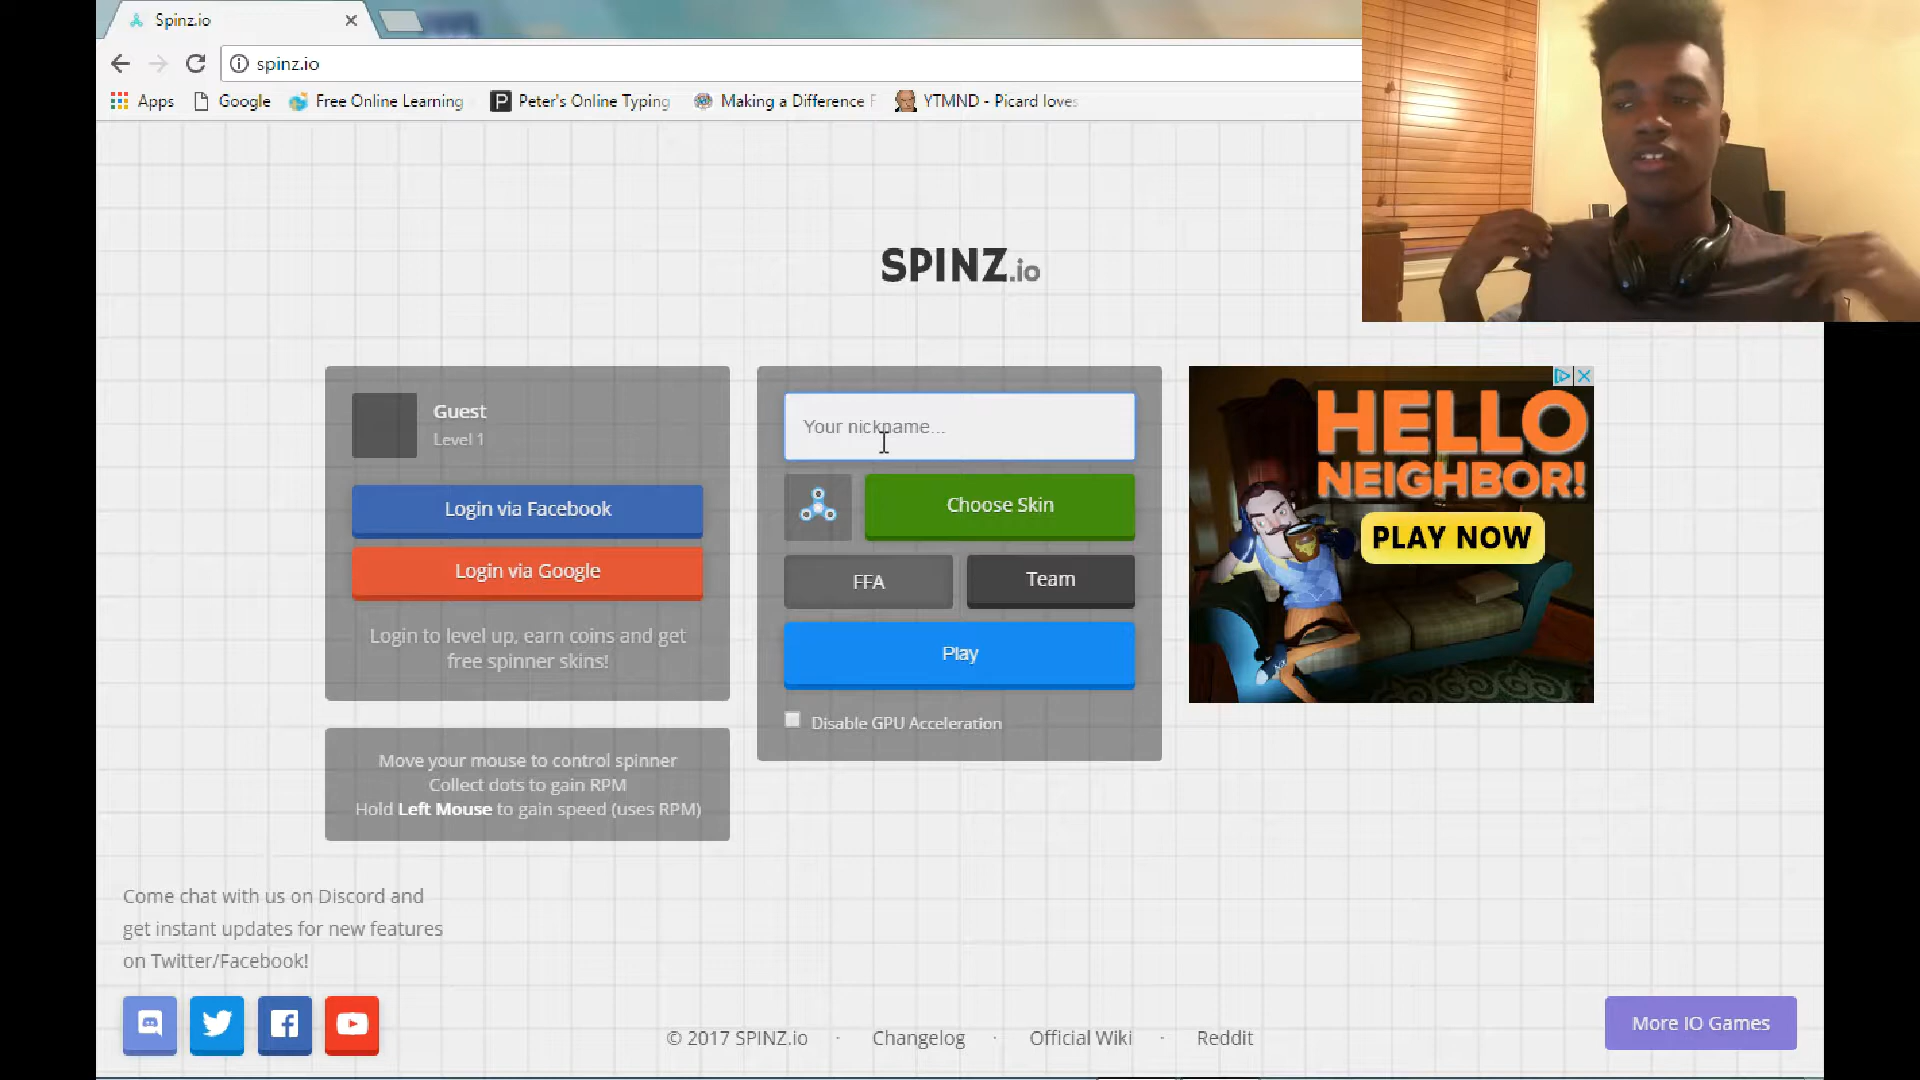 Spinz.io
spinz.io
Apps
Google
Free Online Learning
Peter's Online Typing
Making a Difference F
YTMND - Picard loves
SPINZ.io
Guest
Level 1
Login via Facebook
Login via Google
Login to level up, earn coins and get
free spinner skins!
Move your mouse to control spinner
Collect dots to gain RPM
Hold Left Mouse to gain speed (uses RPM)
Your nickname...
Choose Skin
FFA
Team
Play
Disable GPU Acceleration
HELLO
NEIGHBOR!
PLAY NOW
Come chat with us on Discord and
get instant updates for new features
on Twitter/Facebook!
© 2017 SPINZ.io · Changelog · Official Wiki · Reddit
More IO Games